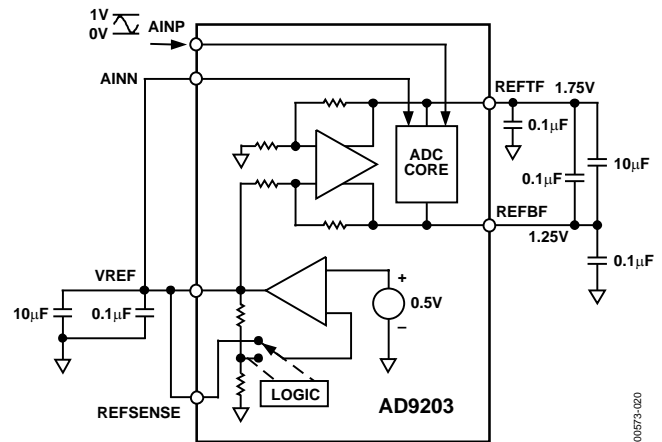 1V
0V
AINP
AINN
REFTF
1.75V
0.1µF
0.1µF
10µF
ADC
CORE
REFBF
1.25V
0.1µF
VREF
+
0.5V
–
10µF
0.1µF
LOGIC
REFSENSE
AD9203
00573-020